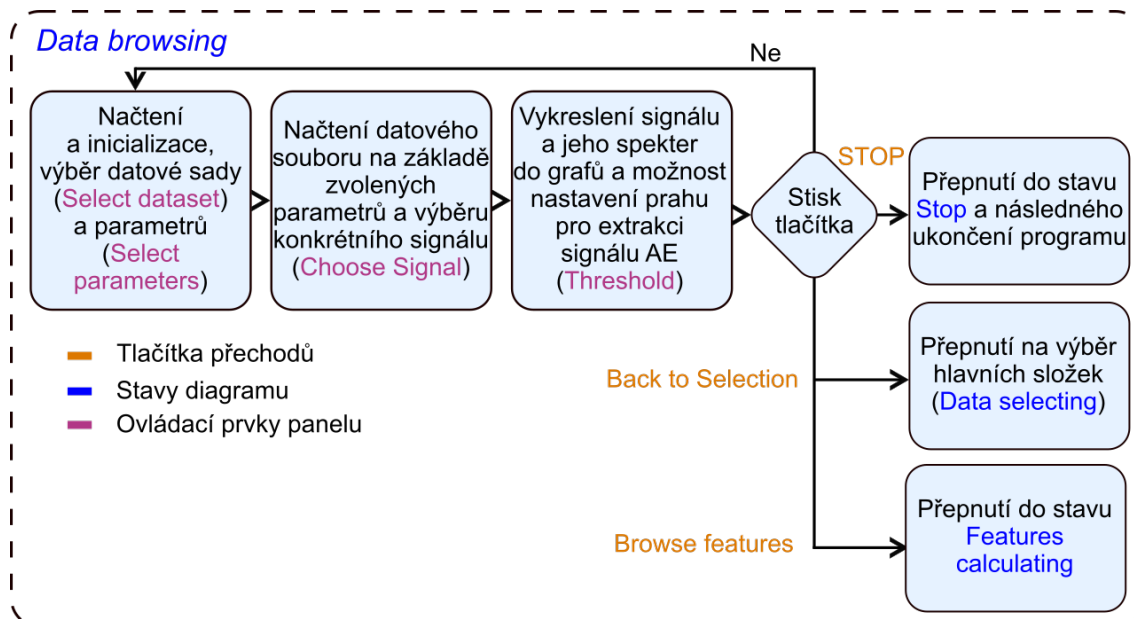 Data browsing
Ne
Načtení
a inicializace,
výběr datové sady
(Select dataset)
a parametrů
(Select
parameters)
Načtení datového
souboru na základě
zvolených
parametrů a výběru
konkrétního signálu
(Choose Signal)
Vykreslení signálu
a jeho spekter
do grafů a možnost
nastavení prahu
pro extrakci
signálu AE
(Threshold)
Stisk
tlačítka
STOP
Přepnutí do stavu
Stop a následného
ukončení programu
Back to Selection
Přepnutí na výběr
hlavních složek
(Data selecting)
Browse features
Přepnutí do stavu
Features
calculating
Tlačítka přechodů
Stavy diagramu
Ovládací prvky panelu